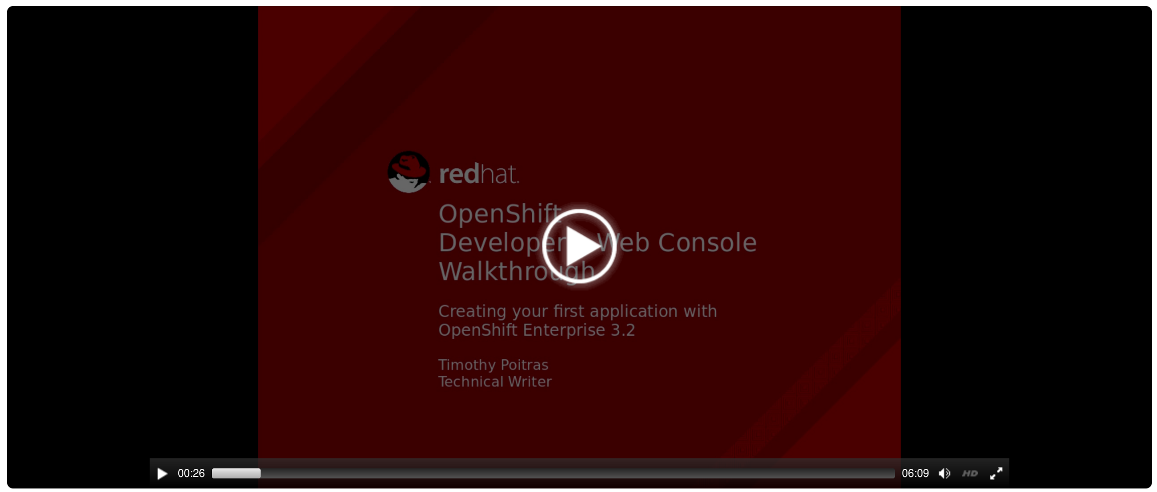 redhat.
OpenShift
Developer Web Console
Walkthrough
Creating your first application with
OpenShift Enterprise 3.2
Timothy Poitras
Technical Writer
00:26
06:09
HD